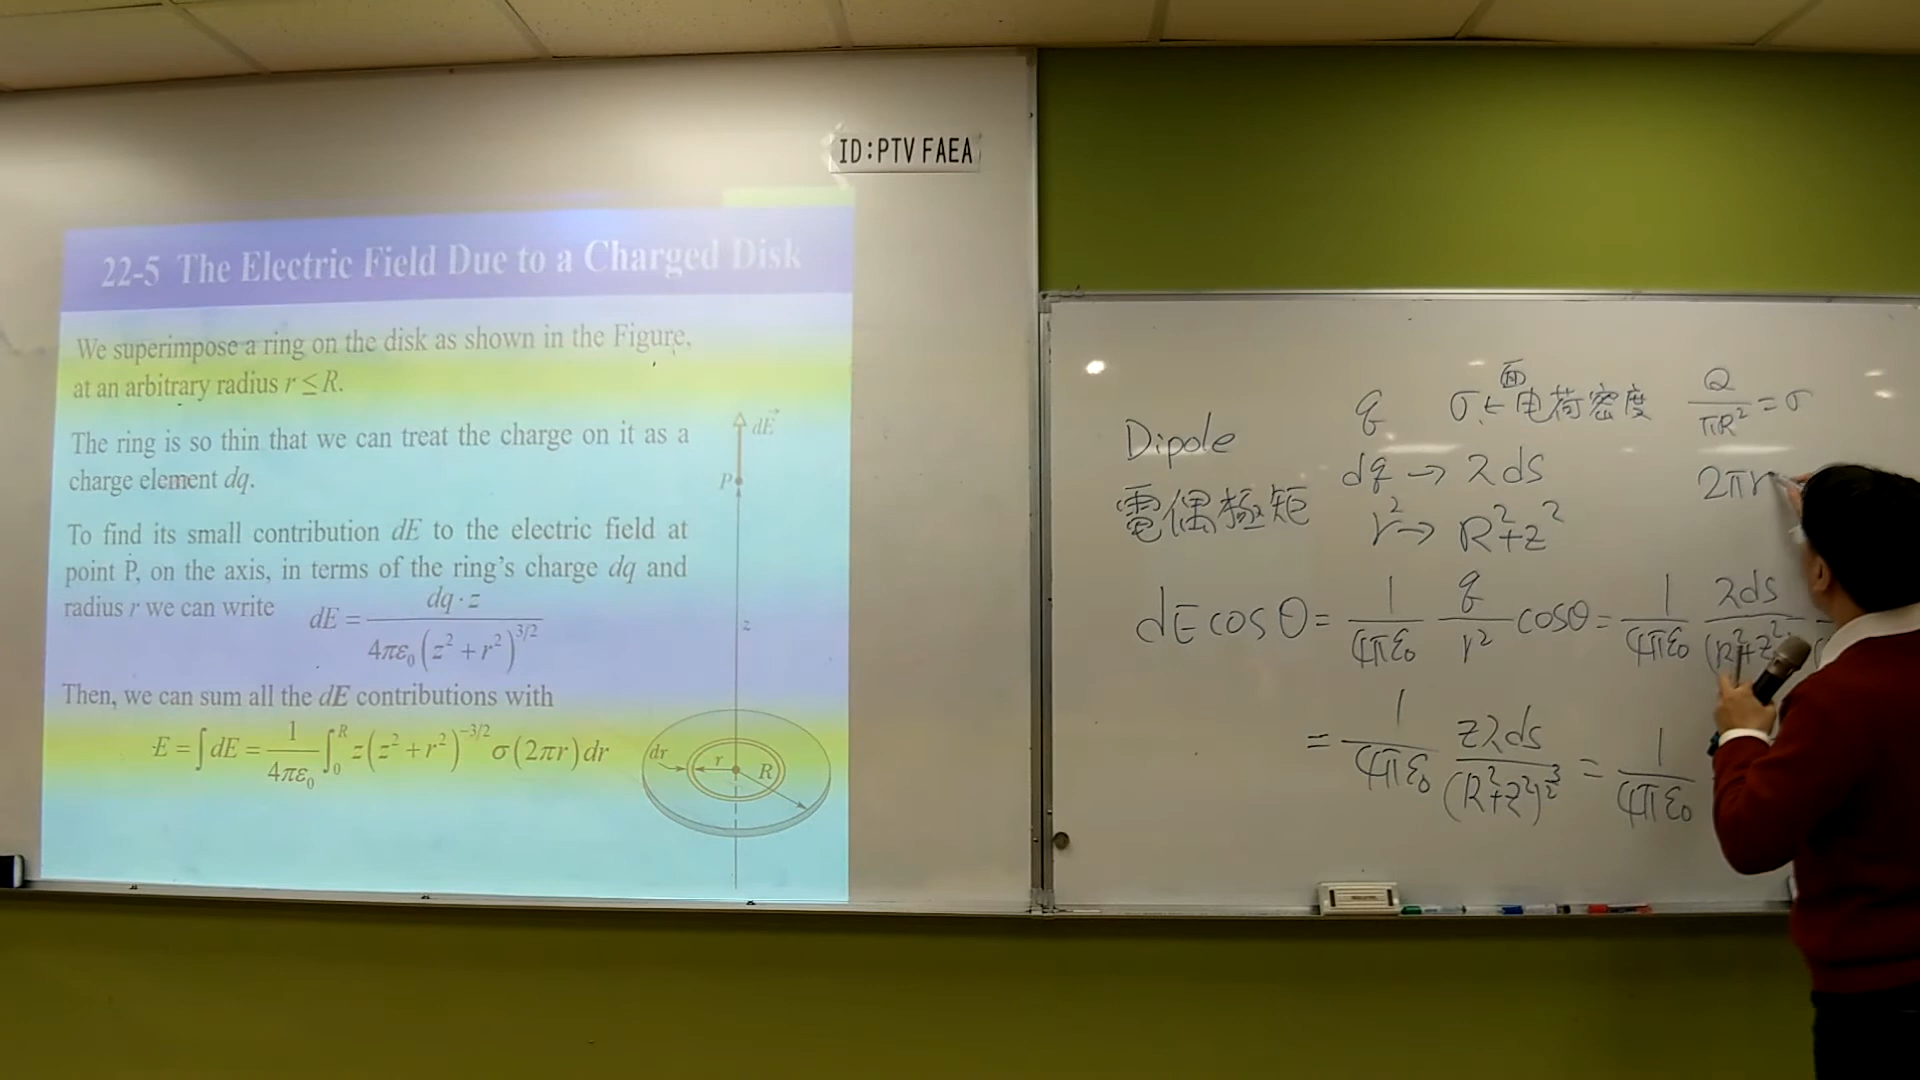 ID:PTV FAEA
22-5 The Electric Field Due to a Charged Disk
We superimpose a ring on the disk as shown in the Figure,
at an arbitrary radius r ≤ R.
The ring is so thin that we can treat the charge on it as a
charge element dq.
To find its small contribution dE to the electric field at
point P, on the axis, in terms of the ring's charge dq and
radius r we can write dE = dq·z / 4πε₀(z² + r²)^3/2
Then, we can sum all the dE contributions with
E = ∫dE = 1/4πε₀ ∫₀^R z(z² + r²)^-3/2 σ(2πr)dr
dE
P
z
dr
r
R
Dipole
電偶極矩
q σ ← 面电荷密度 Q/πR² = σ
dq → λds 2πr
r² → R²+z²
dE cosθ = 1/4πε₀ q/r² cosθ = 1/4πε₀ λds/(R²+z²
= 1/4πε₀ zλds/(R²+z²)^3/2 = 1/4πε₀